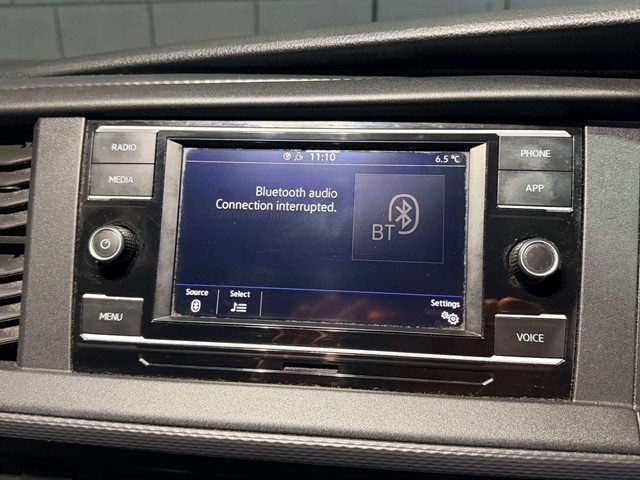 RADIO
MEDIA
MENU
11:10
6.5 °C
Bluetooth audio
Connection interrupted.
BT
Source
Select
Settings
PHONE
APP
VOICE